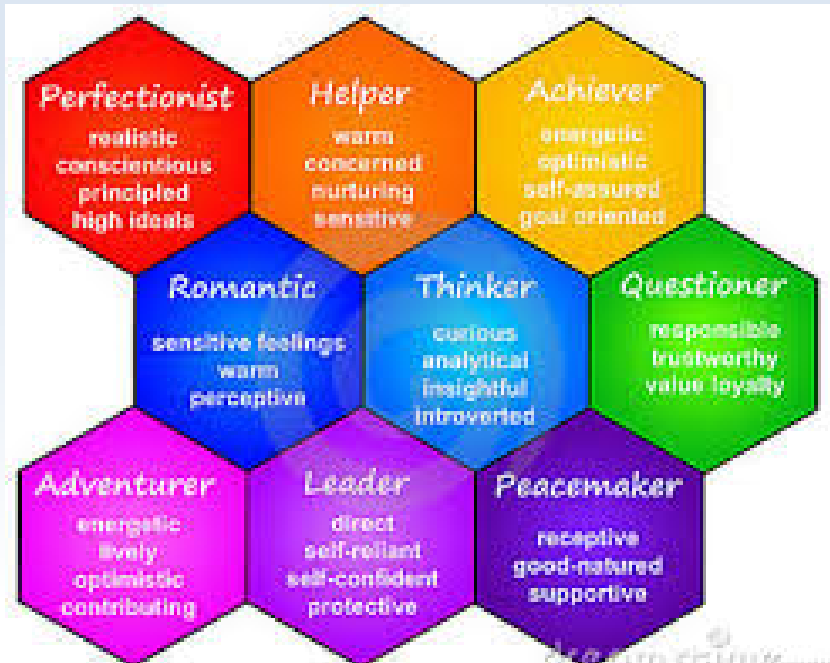 Perfectionist
realistic
conscientious
principled
high ideals
Helper
warm
concerned
nurturing
sensitive
Achiever
energetic
optimistic
self-assured
goal oriented
Romantic
sensitive feelings
warm
perceptive
Thinker
curious
analytical
insightful
introverted
Questioner
responsible
trustworthy
value loyalty
Adventurer
energetic
lively
optimistic
contributing
Leader
direct
self-reliant
self-confident
protective
Peacemaker
receptive
good-natured
supportive